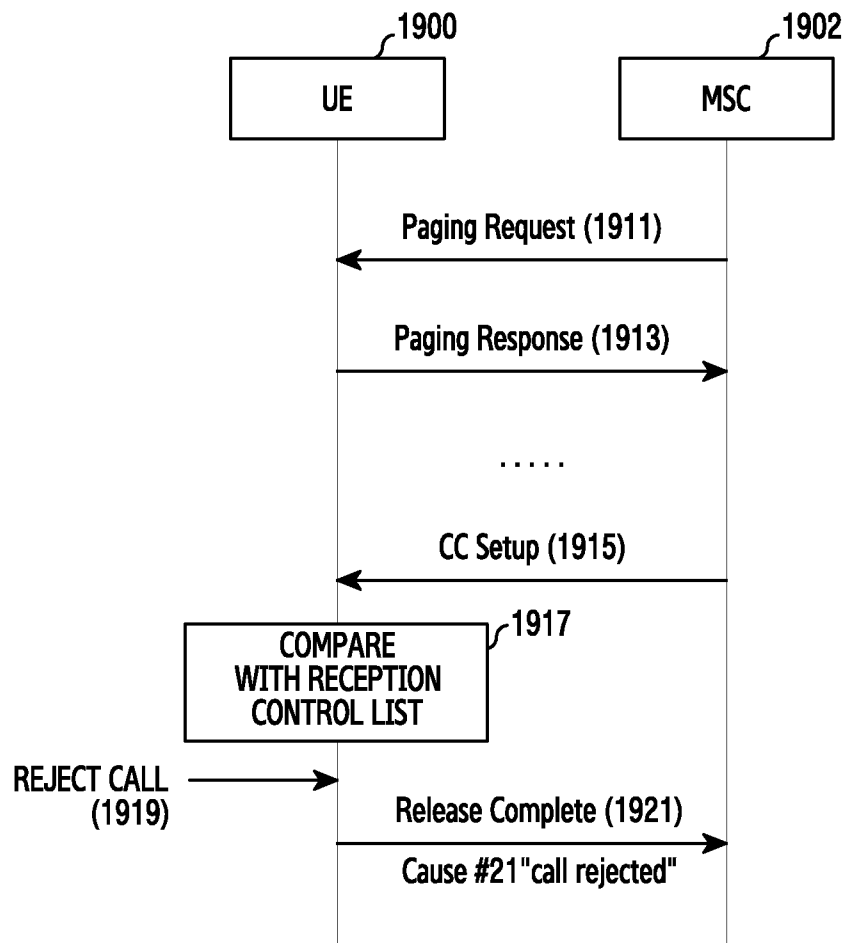 1900
1902
UE
MSC
Paging Request (1911)
Paging Response (1913)
.....
CC Setup (1915)
1917
COMPARE
WITH RECEPTION
CONTROL LIST
REJECT CALL
(1919)
Release Complete (1921)
Cause #21"call rejected"